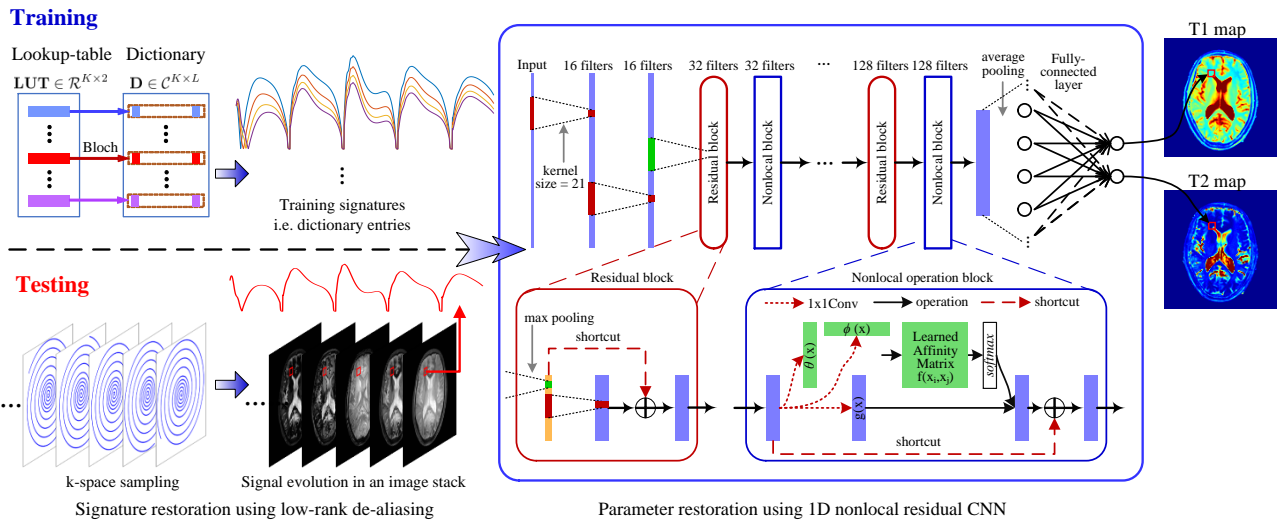 Training
Lookup-table Dictionary
LUT ∈ R^{K×2} D ∈ C^{K×L}
Bloch
Training signatures
i.e. dictionary entries
Testing
k-space sampling
Signal evolution in an image stack
Signature restoration using low-rank de-aliasing
Input
16 filters
16 filters
32 filters
32 filters
...
128 filters
128 filters
average
pooling
Fully-
connected
layer
kernel
size = 21
Residual block
Nonlocal block
...
Residual block
Nonlocal block
T1 map
T2 map
Residual block
max pooling
shortcut
Nonlocal operation block
1x1Conv
operation
shortcut
θ(x)
ϕ(x)
g(x)
Learned
Affinity
Matrix
f(x_i,x_j)
softmax
shortcut
Parameter restoration using 1D nonlocal residual CNN